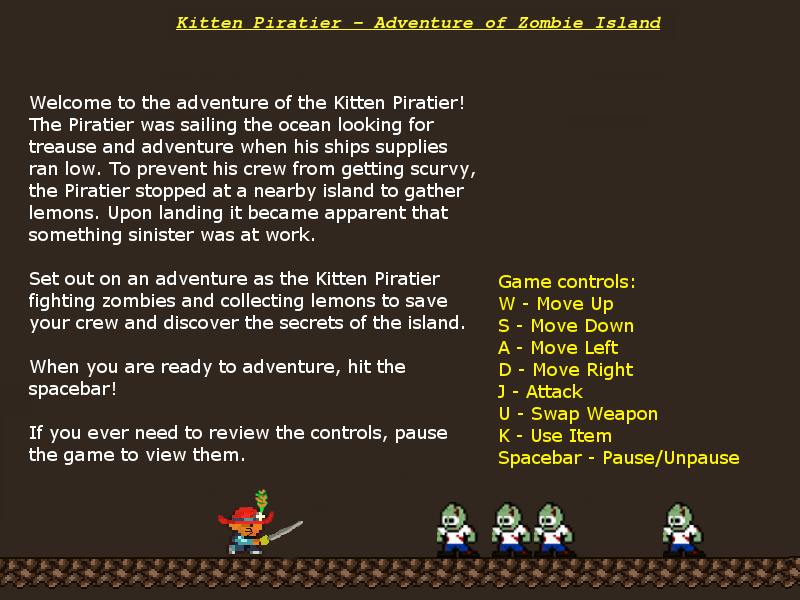 Kitten Piratier - Adventure of Zombie Island
Welcome to the adventure of the Kitten Piratier!
The Piratier was sailing the ocean looking for
treause and adventure when his ships supplies
ran low. To prevent his crew from getting scurvy,
the Piratier stopped at a nearby island to gather
lemons. Upon landing it became apparent that
something sinister was at work.
Set out on an adventure as the Kitten Piratier
fighting zombies and collecting lemons to save
your crew and discover the secrets of the island.
When you are ready to adventure, hit the
spacebar!
If you ever need to review the controls, pause
the game to view them.
Game controls:
W - Move Up
S - Move Down
A - Move Left
D - Move Right
J - Attack
U - Swap Weapon
K - Use Item
Spacebar - Pause/Unpause